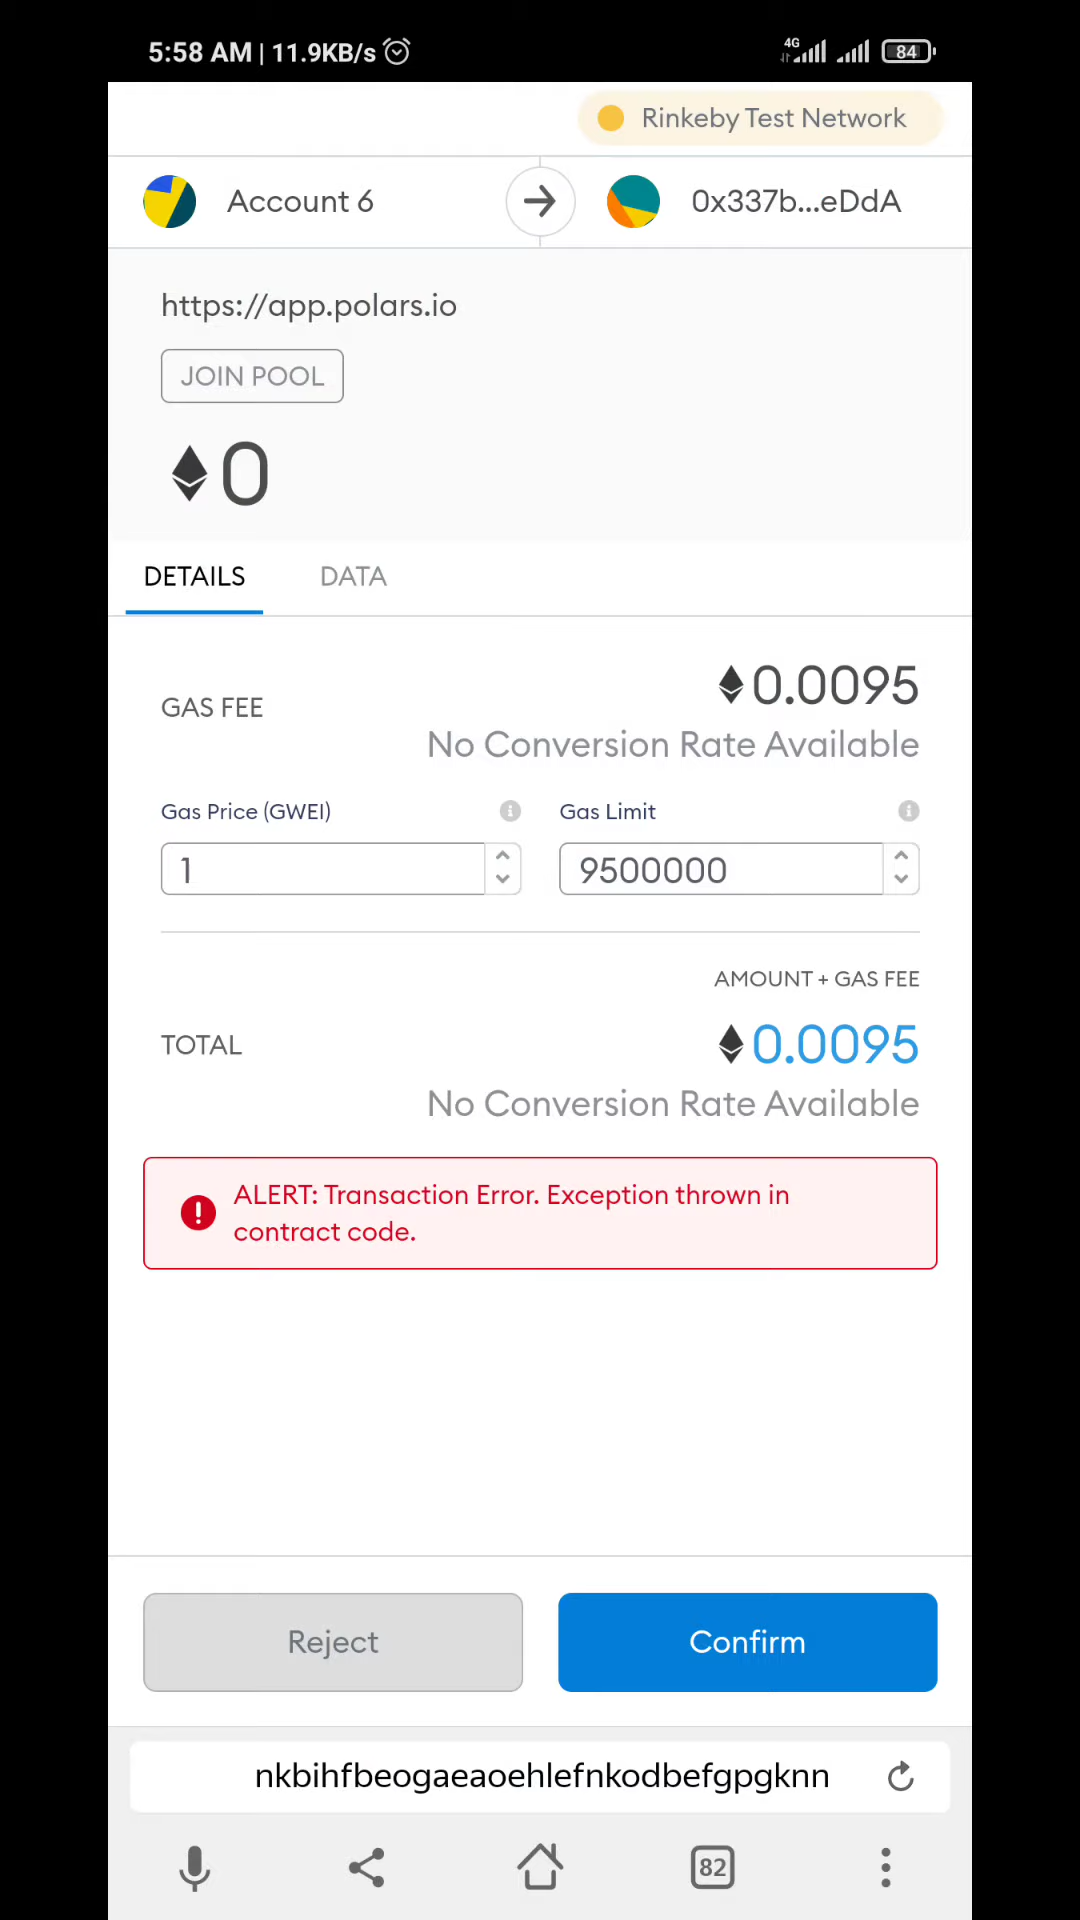 5:58 AM | 11.9KB/s
4G
84
Rinkeby Test Network
Account 6
0x337b...eDdA
https://app.polars.io
JOIN POOL
0
DETAILS
DATA
GAS FEE
0.0095
No Conversion Rate Available
Gas Price (GWEI)
Gas Limit
1
9500000
AMOUNT + GAS FEE
TOTAL
0.0095
No Conversion Rate Available
ALERT: Transaction Error. Exception thrown in
contract code.
Reject
Confirm
nkbihfbeogaeaoehlefnkodbefgpgknn
82